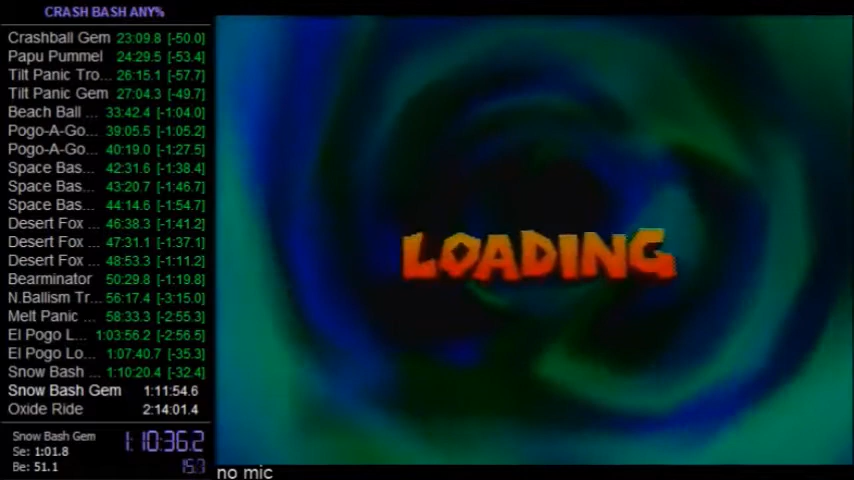 CRASH BASH ANY%
Crashball Gem 23:09.8 [-50.0]
Papu Pummel 24:29.5 [-53.4]
Tilt Panic Tro... 26:15.1 [-57.7]
Tilt Panic Gem 27:04.3 [-49.7]
Beach Ball ... 33:42.4 [-1:04.0]
Pogo-A-Go... 39:05.5 [-1:05.2]
Pogo-A-Go... 40:19.0 [-1:27.5]
Space Bas... 42:31.6 [-1:38.4]
Space Bas... 43:20.7 [-1:46.7]
Space Bas... 44:14.6 [-1:54.7]
Desert Fox ... 46:38.3 [-1:41.2]
Desert Fox ... 47:31.1 [-1:37.1]
Desert Fox ... 48:53.3 [-1:11.2]
Bearminator 50:29.8 [-1:19.8]
N.Ballism Tr... 56:17.4 [-3:15.0]
Melt Panic ... 58:33.3 [-2:55.3]
El Pogo L... 1:03:56.2 [-2:56.5]
El Pogo Lo... 1:07:40.7 [-35.3]
Snow Bash ... 1:10:20.4 [-32.4]
Snow Bash Gem 1:11:54.6
Oxide Ride 2:14:01.4
Snow Bash Gem 1:10:36.2
Se: 1:01.8
Be: 51.1 15.7
LOADING
no mic